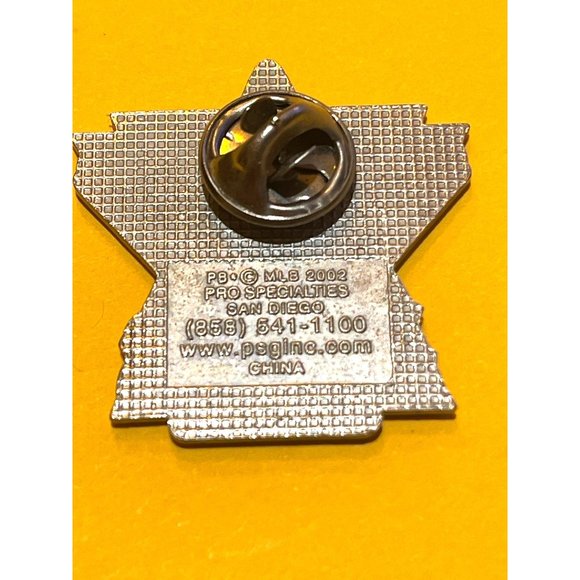 PB•© MLB 2002
PRO SPECIALTIES
SAN DIEGO
(858) 541-1100
www.psginc.com
CHINA